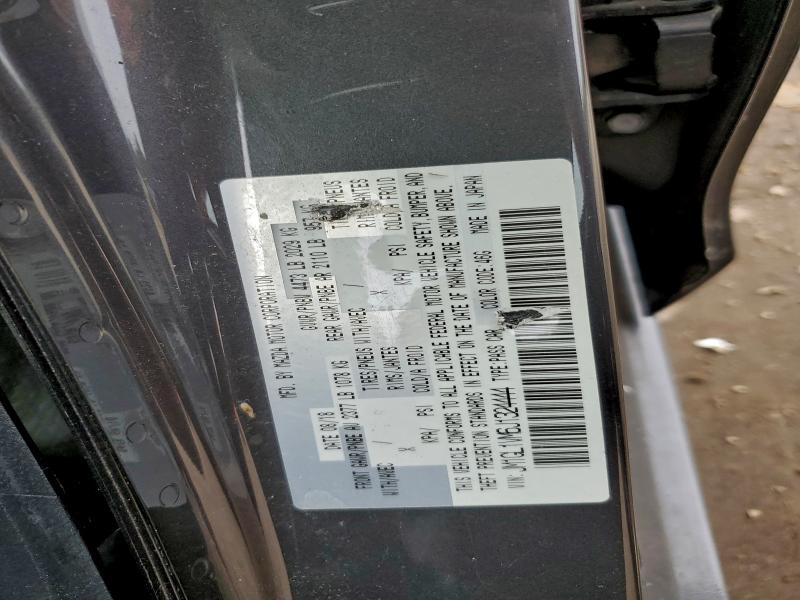 MFD. BY MAZDA MOTOR CORPORATION
DATE 08/18 GVWR/PNBV 4473 LB 2029 KG
FRONT GAWR/PNBE AV 2377 LB 1078 KG REAR GAWR/PNBE AR 2110 LB 957
WITH/AVEC / TIRES/PNEUS WITH/AVEC / TIRES/PNEUS
X RIMS/JANTES X RIMS/JANTES
KPA/ PSI COLD/A FROID KPA/ PSI COLD/A FROID
THIS VEHICLE CONFORMS TO ALL APPLICABLE FEDERAL MOTOR VEHICLE SAFETY, BUMPER, AND
THEFT PREVENTION STANDARDS IN EFFECT ON THE DATE OF MANUFACTURE SHOWN ABOVE.
VIN: TYPE: PASS CAR COLOR CODE: 46G MADE IN JAPAN